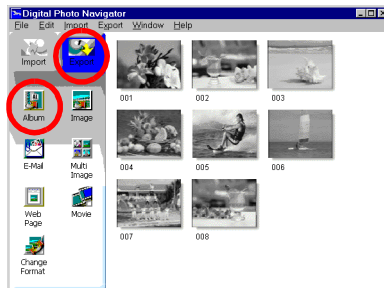 Digital Photo Navigator
File Edit Import Export Window Help
Import Export
Album Image
E-Mail Multi Image
Web Page Movie
Change Format
001 002 003
004 005 006
007 008